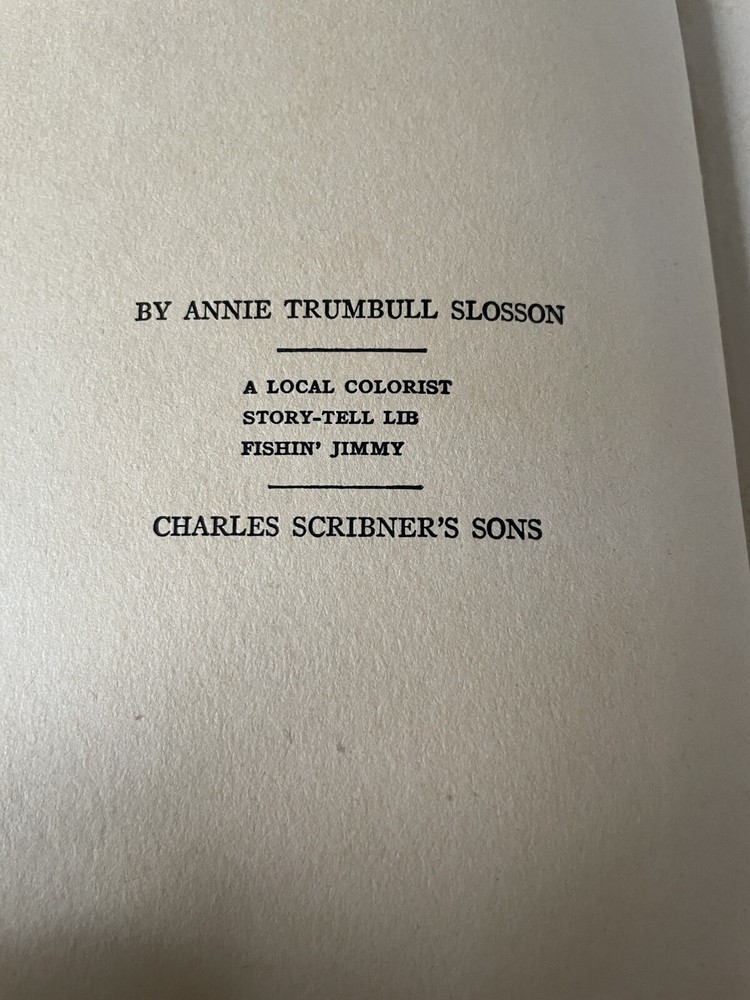 BY ANNIE TRUMBULL SLOSSON
A LOCAL COLORIST
STORY-TELL LIB
FISHIN' JIMMY
CHARLES SCRIBNER'S SONS